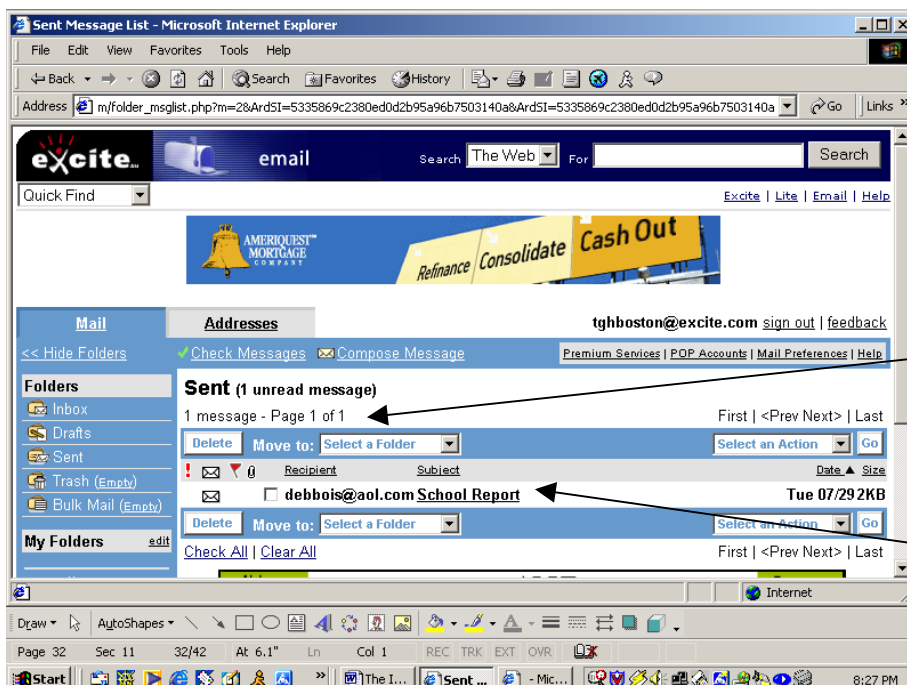 Sent Message List - Microsoft Internet Explorer
File Edit View Favorites Tools Help
Back Search Favorites History
Address m/folder_msglist.php?m=2&ArdSI=5335869c2380ed0d2b95a96b7503140a&ArdSI=5335869c2380ed0d2b95a96b7503140a Go Links »
excite email Search The Web For Search
Quick Find Excite | Lite | Email | Help
AMERIQUEST™
MORTGAGE
COMPANY
Refinance Consolidate Cash Out
Mail Addresses tghboston@excite.com sign out | feedback
<< Hide Folders Check Messages Compose Message Premium Services | POP Accounts | Mail Preferences | Help
Folders Sent (1 unread message)
Inbox 1 message - Page 1 of 1 First | <Prev Next> | Last
Drafts Delete Move to: Select a Folder Select an Action Go
Sent ! Recipient Subject Date Size
Trash (Empty)
Bulk Mail (Empty) debbois@aol.com School Report Tue 07/29 2KB
Delete Move to: Select a Folder Select an Action Go
My Folders edit Check All | Clear All First | <Prev Next> | Last
Internet
Draw AutoShapes
Page 32 Sec 11 32/42 At 6.1" Ln Col 1 REC TRK EXT OVR
Start » The I... Sent ... - Mic... 8:27 PM